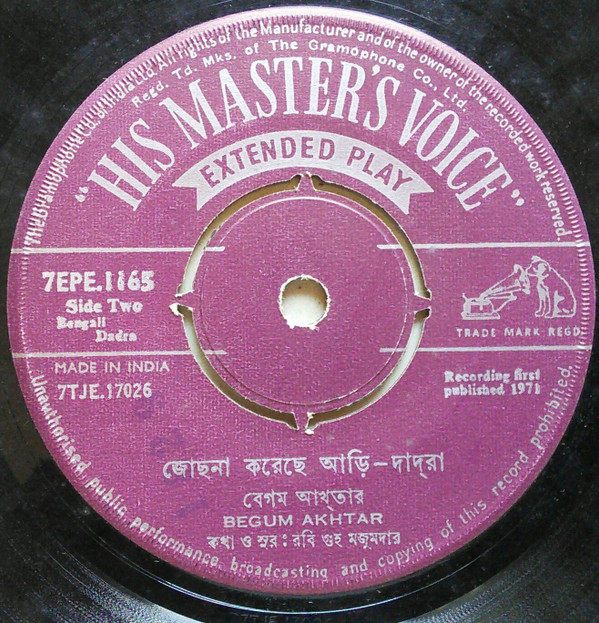 The Gramophone Co. of India Ltd. All rights of the Manufacturer and of the owner of the recorded work reserved.
Regd. Td. Mks. of The Gramophone Co., Ltd.
"HIS MASTER'S VOICE"
EXTENDED PLAY
7EPE.1165
Side Two
Bengali
Dadra
TRADE MARK REGD.
MADE IN INDIA
7TJE.17026
Recording first
published 1971
জোছনা করেছে আড়ি-দাদ্‌রা
বেগম আখ্‌তার
BEGUM AKHTAR
কথা ও সুর: রবি গুহ মজুমদার
Unauthorised public performance, broadcasting and copying of this record prohibited.